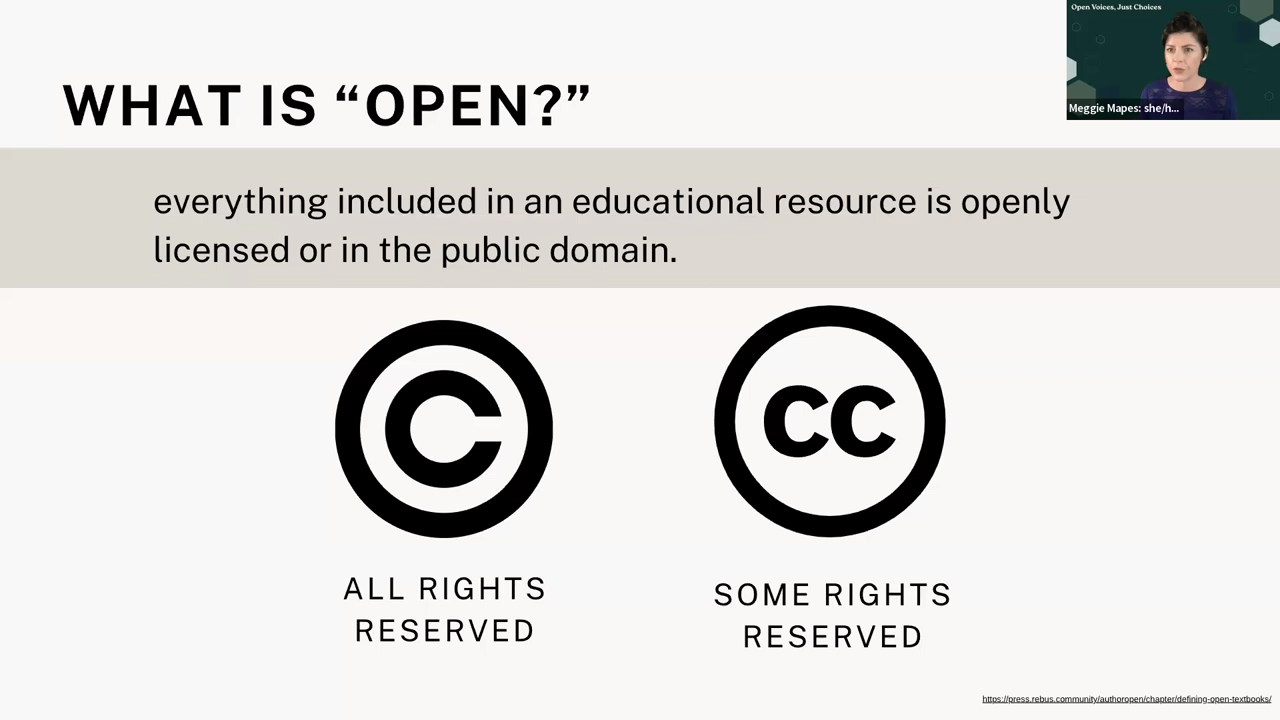 Open Voices, Just Choices
Meggie Mapes: she/h...
WHAT IS “OPEN?”
everything included in an educational resource is openly
licensed or in the public domain.
C
cc
ALL RIGHTS
RESERVED
SOME RIGHTS
RESERVED
https://press.rebus.community/authoropen/chapter/defining-open-textbooks/